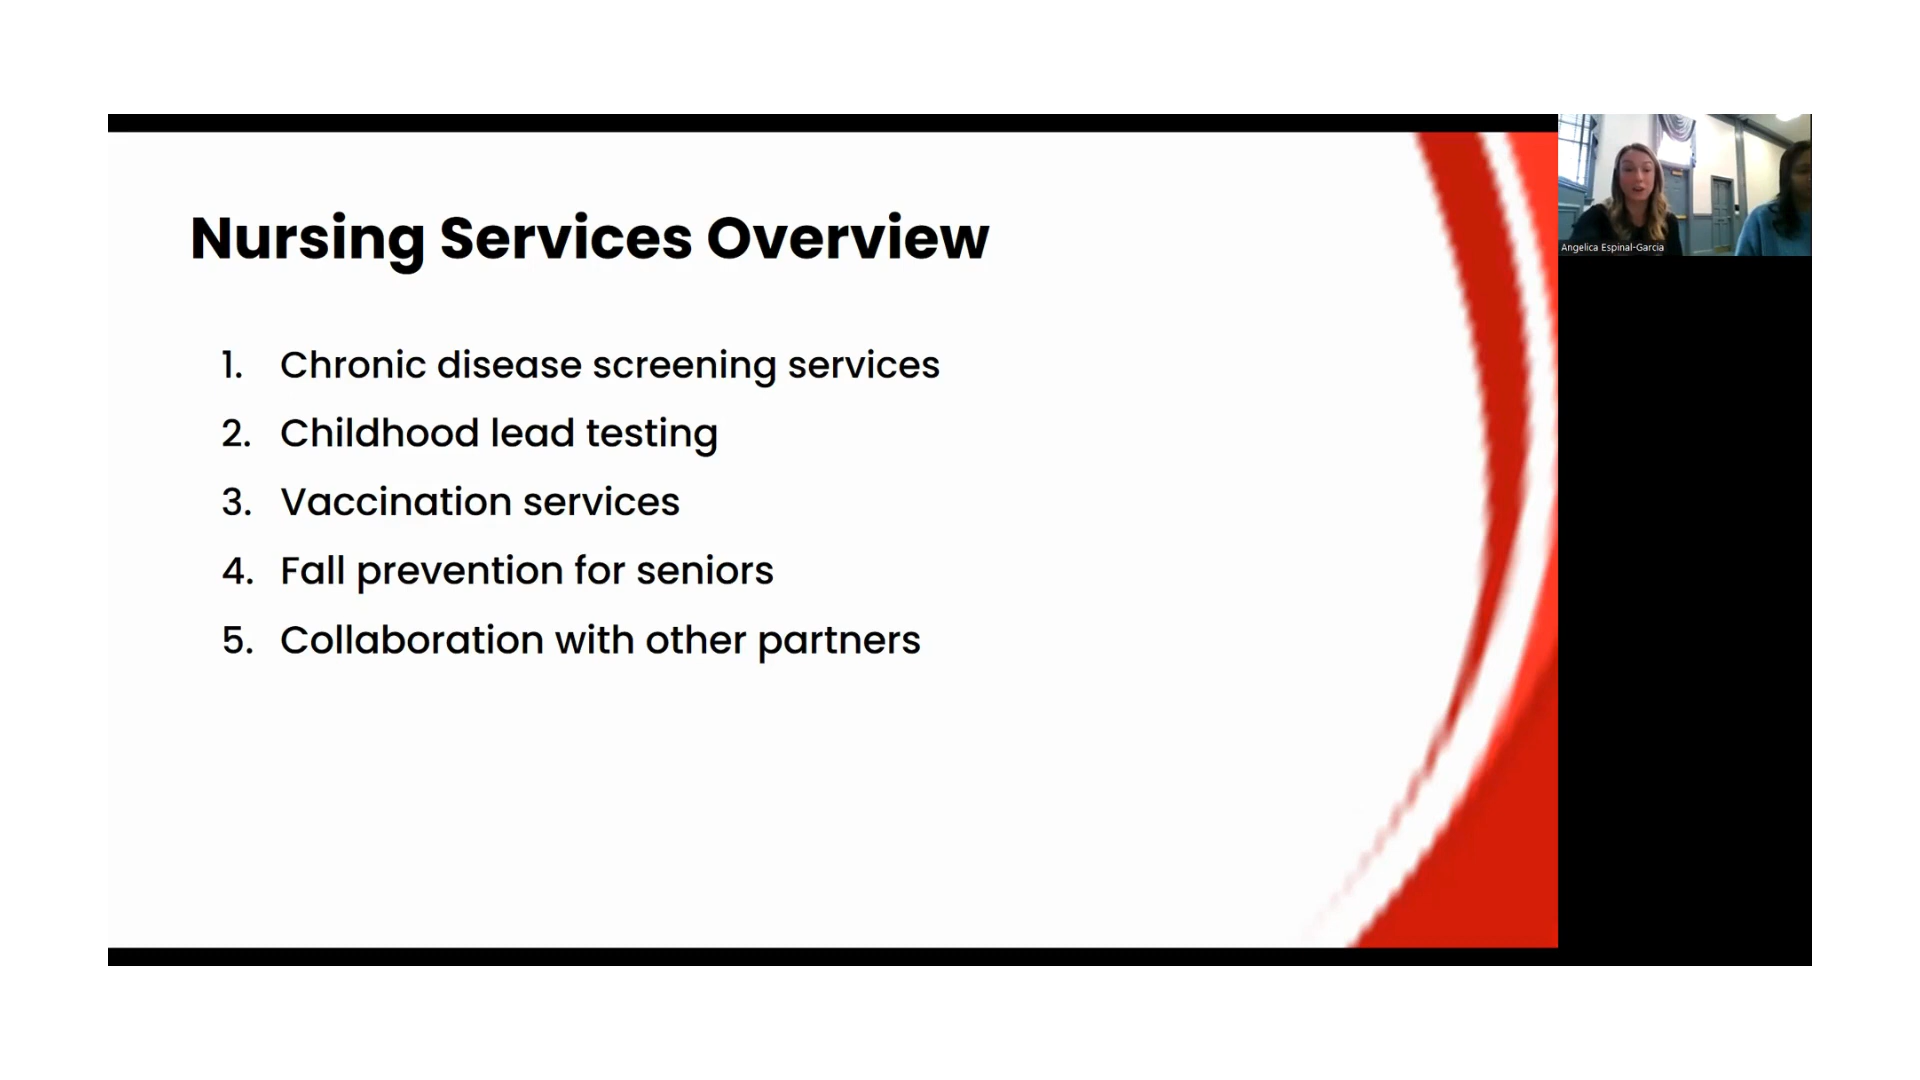 Nursing Services Overview
1. Chronic disease screening services
2. Childhood lead testing
3. Vaccination services
4. Fall prevention for seniors
5. Collaboration with other partners
Angelica Espinal-Garcia